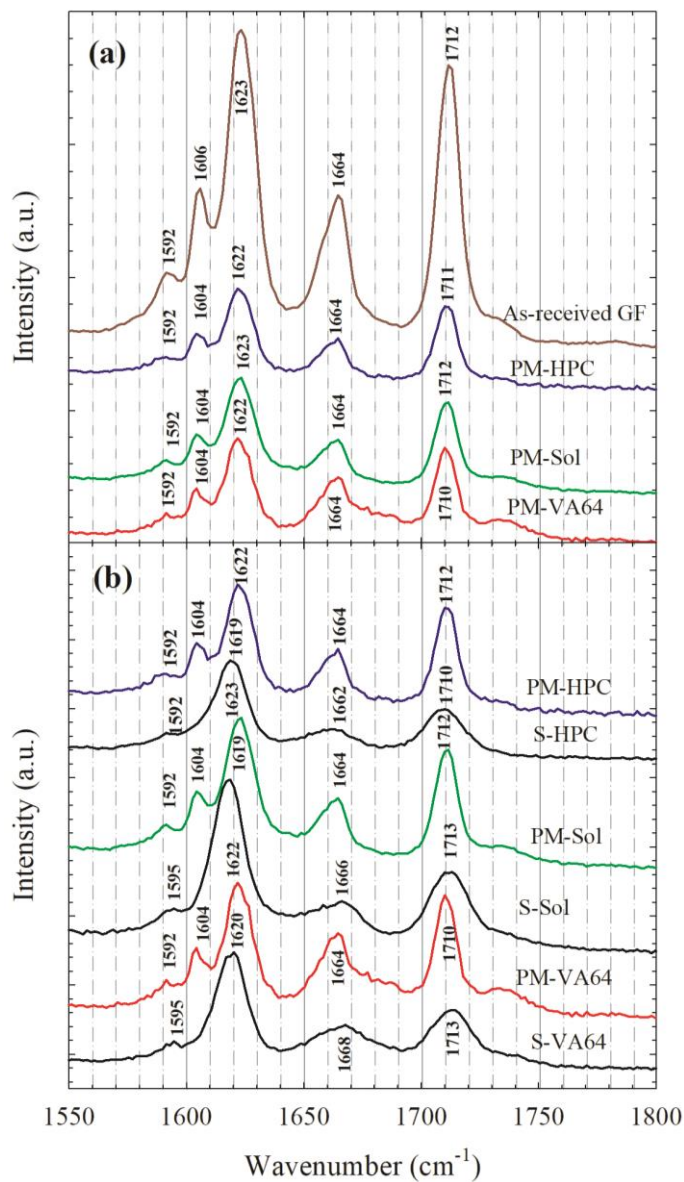 (a)
1592
1606
1623
1664
1712
As-received GF
1592
1604
1622
1664
1711
PM-HPC
1592
1604
1623
1664
1712
PM-Sol
1592
1604
1622
1664
1710
PM-VA64
Intensity (a.u.)
(b)
1592
1604
1622
1664
1712
PM-HPC
1592
1619
1662
1710
S-HPC
1592
1604
1623
1664
1712
PM-Sol
1595
1619
1666
1713
S-Sol
1592
1604
1622
1664
1710
PM-VA64
1595
1620
1668
1713
S-VA64
Intensity (a.u.)
1550 1600 1650 1700 1750 1800
Wavenumber (cm⁻¹)